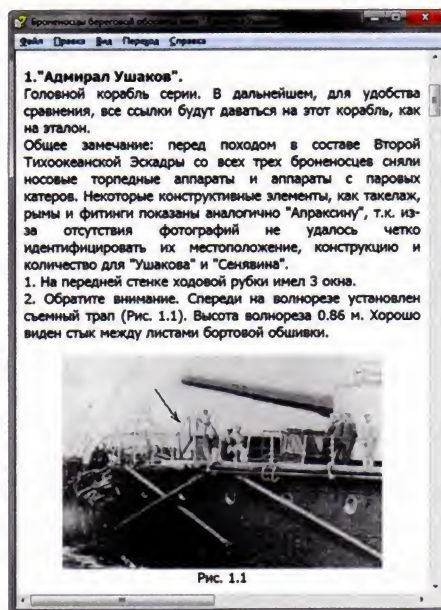 Броненосцы береговой оборон
Файл Правка Вид Переход Справка
1."Адмирал Ушаков".
Головной корабль серии. В дальнейшем, для удобства
сравнения, все ссылки будут даваться на этот корабль, как
на эталон.
Общее замечание: перед походом в составе Второй
Тихоокеанской Эскадры со всех трех броненосцев сняли
носовые торпедные аппараты и аппараты с паровых
катеров. Некоторые конструктивные элементы, как такелаж,
рымы и фитинги показаны аналогично "Апраксину", т.к. из-
за отсутствия фотографий не удалось четко
идентифицировать их местоположение, конструкцию и
количество для "Ушакова" и "Сенявина".
1. На передней стенке ходовой рубки имел 3 окна.
2. Обратите внимание. Спереди на волнорезе установлен
съемный трап (Рис. 1.1). Высота волнореза 0.86 м. Хорошо
виден стык между листами бортовой обшивки.
Рис. 1.1